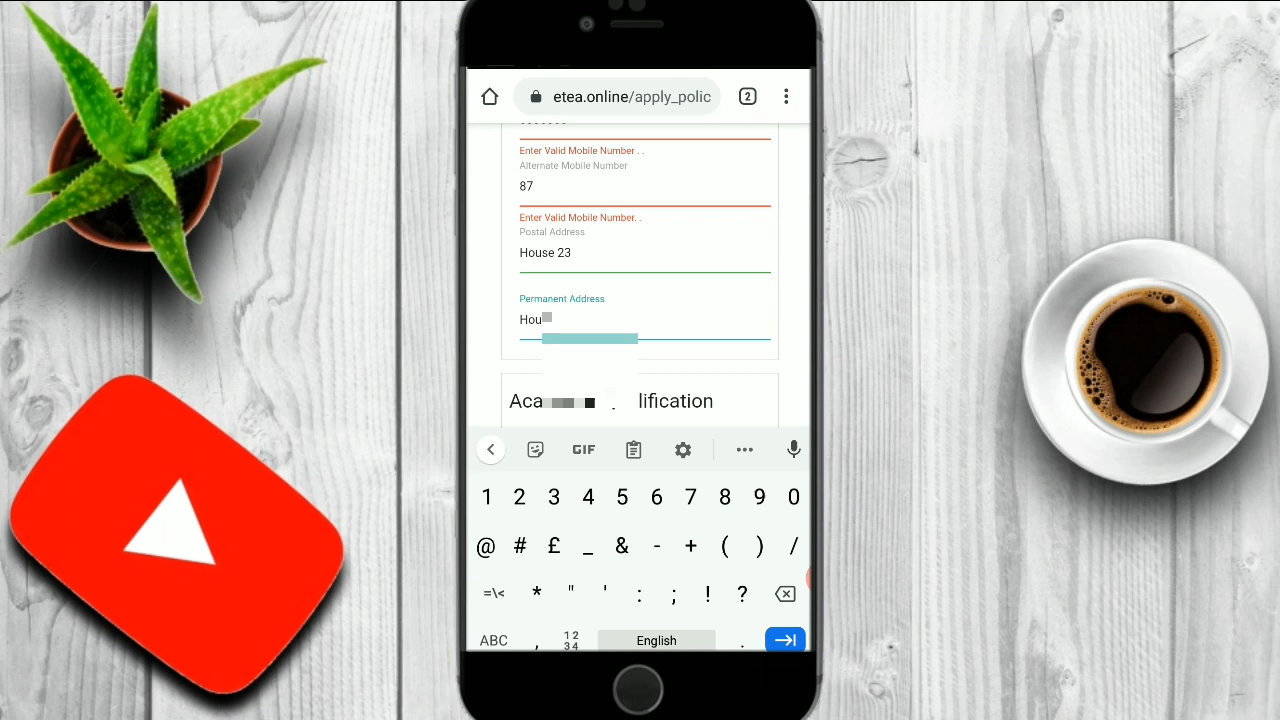 etea.online/apply_polic
2
Enter Valid Mobile Number . .
Alternate Mobile Number
87
Enter Valid Mobile Number. .
Postal Address
House 23
Permanent Address
Hou
Aca lification
GIF
1 2 3 4 5 6 7 8 9 0
@ # £ _ & - + ( ) /
=\< * " ' : ; ! ?
ABC , 12 34 English .